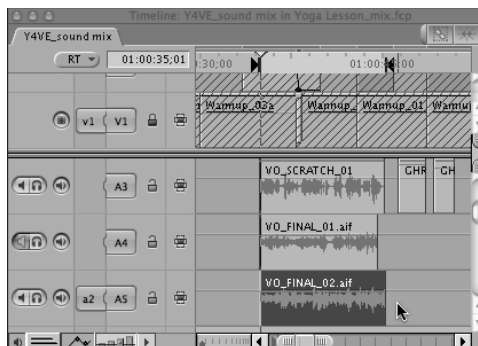 Timeline: Y4VE_sound mix in Yoga Lesson_mix.fcp
Y4VE_sound mix
RT 01:00:35;01 :30;00 01:00: ;00
Warmup_03a Warmup_ Warmup_01 Warmu
v1 V1
VO_SCRATCH_01 GHR GH
A3
VO_FINAL_01.aif
A4
VO_FINAL_02.aif
a2 A5